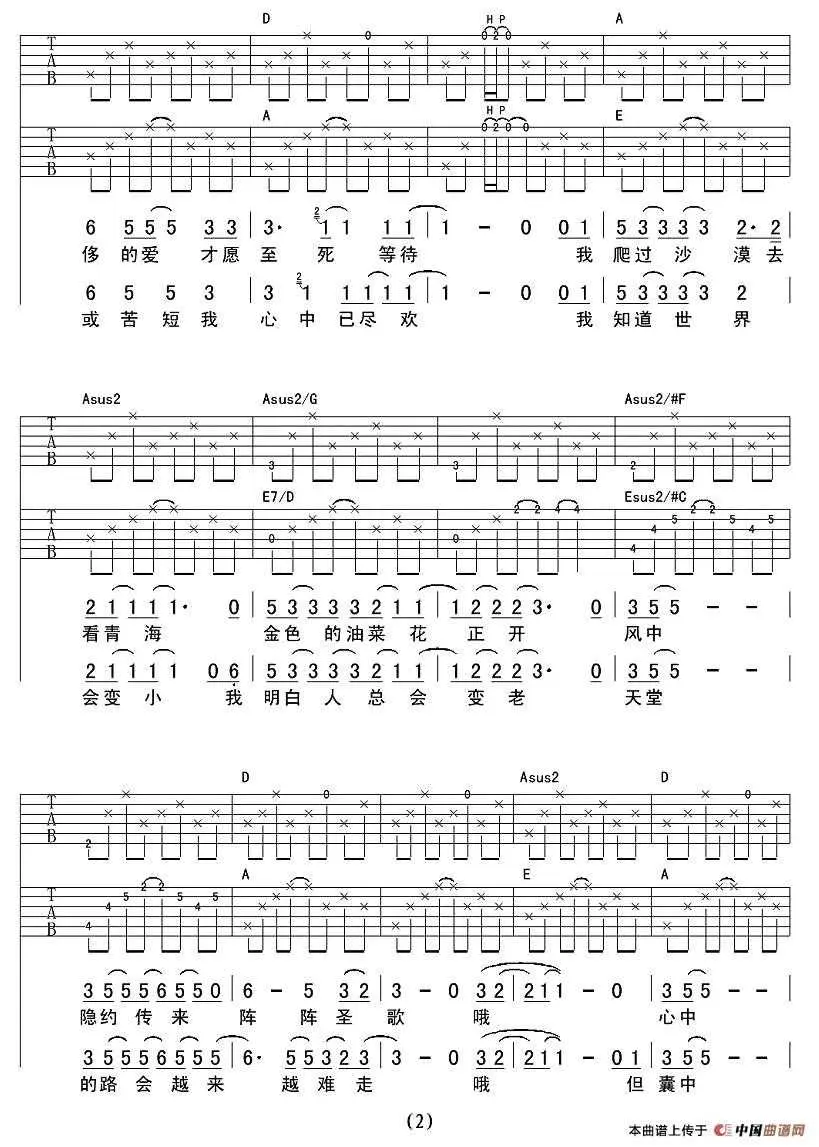 D H P A
T A B
A H P E
T A B
6 5 5 5 3 3 3· 2 1 1 1 1 1 - 0 0 1 5 3 3 3 3 2· 2
侈 的爱 才愿 至 死 等待 我 爬过 沙 漠去
6 5 5 3 3 2 1 1 1 1 1 1 - 0 0 1 5 3 3 3 3 2
或 苦 短 我 心 中 已尽 欢 我 知道 世 界
Asus2 Asus2/G Asus2/#F
T A B 3 3 2
E7/D Esus2/#C
T A B 0 0 2 2 4 4 4 4 5 2 2 5 4 5
2 1 1 1 1· 0 5 3 3 3 3 2 1 1 1 2 2 2 3· 0 3 5 5 - -
看青 海 金色 的油菜 花 正 开 风中
2 1 1 1 1 0 6 5 3 3 3 3 2 1 1 1 2 2 2 3· 0 3 5 5 - -
会变 小 我 明白 人 总 会 变 老 天堂
D Asus2 D
T A B 2 0 0 0
A E A
T A B 4 4 5 2 2 5 4 5
3 5 5 5 6 5 5 0 6 - 5 3 2 3 - 0 3 2 2 1 1 - 0 3 5 5 - -
隐约 传来 阵 阵 圣 歌 哦 心中
3 5 5 5 6 5 5 5 6· 5 5 3 2 3 3 - 0 3 2 2 1 1 - 0 1 3 5 5 - -
的路 会 越来 越 难 走 哦 但 囊中
(2)
本曲谱上传于 中国曲谱网